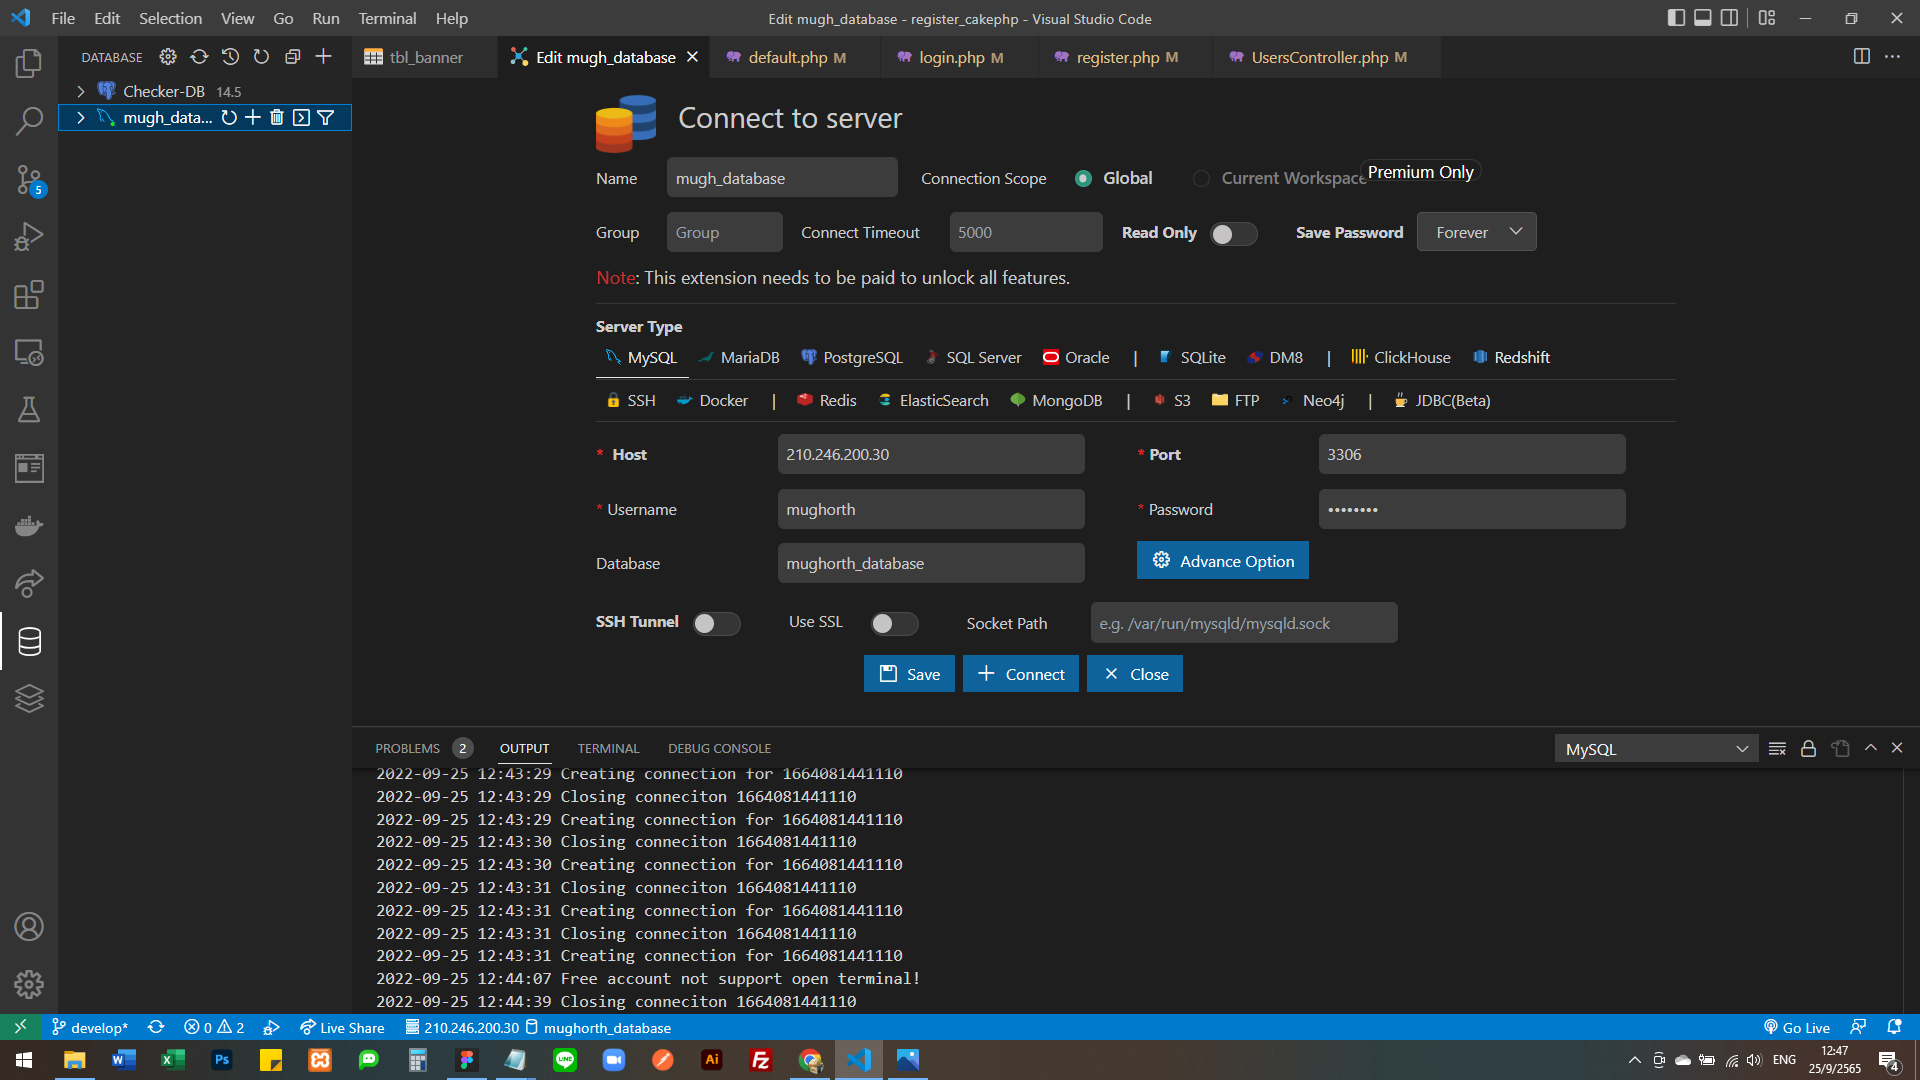 File Edit Selection View Go Run Terminal Help
Edit mugh_database - register_cakephp - Visual Studio Code
DATABASE
tbl_banner
Edit mugh_database
default.php M
login.php M
register.php M
UsersController.php M
Checker-DB 14.5
mugh_data...
5
Connect to server
Name mugh_database Connection Scope Global Current Workspace Premium Only
Group Group Connect Timeout 5000 Read Only Save Password Forever
Note: This extension needs to be paid to unlock all features.
Server Type
MySQL MariaDB PostgreSQL SQL Server Oracle | SQLite DM8 | ClickHouse Redshift
SSH Docker | Redis ElasticSearch MongoDB | S3 FTP Neo4j | JDBC(Beta)
* Host 210.246.200.30 * Port 3306
* Username mughorth * Password ••••••••
Database mughorth_database Advance Option
SSH Tunnel Use SSL Socket Path e.g. /var/run/mysqld/mysqld.sock
Save Connect Close
PROBLEMS 2 OUTPUT TERMINAL DEBUG CONSOLE MySQL
2022-09-25 12:43:29 Creating connection for 1664081441110
2022-09-25 12:43:29 Closing conneciton 1664081441110
2022-09-25 12:43:29 Creating connection for 1664081441110
2022-09-25 12:43:30 Closing conneciton 1664081441110
2022-09-25 12:43:30 Creating connection for 1664081441110
2022-09-25 12:43:31 Closing conneciton 1664081441110
2022-09-25 12:43:31 Creating connection for 1664081441110
2022-09-25 12:43:31 Closing conneciton 1664081441110
2022-09-25 12:43:31 Creating connection for 1664081441110
2022-09-25 12:44:07 Free account not support open terminal!
2022-09-25 12:44:39 Closing conneciton 1664081441110
develop* 0 2 Live Share 210.246.200.30 mughorth_database Go Live
Ps
LINE
Ai
Fz
ENG
12:47
25/9/2565
4